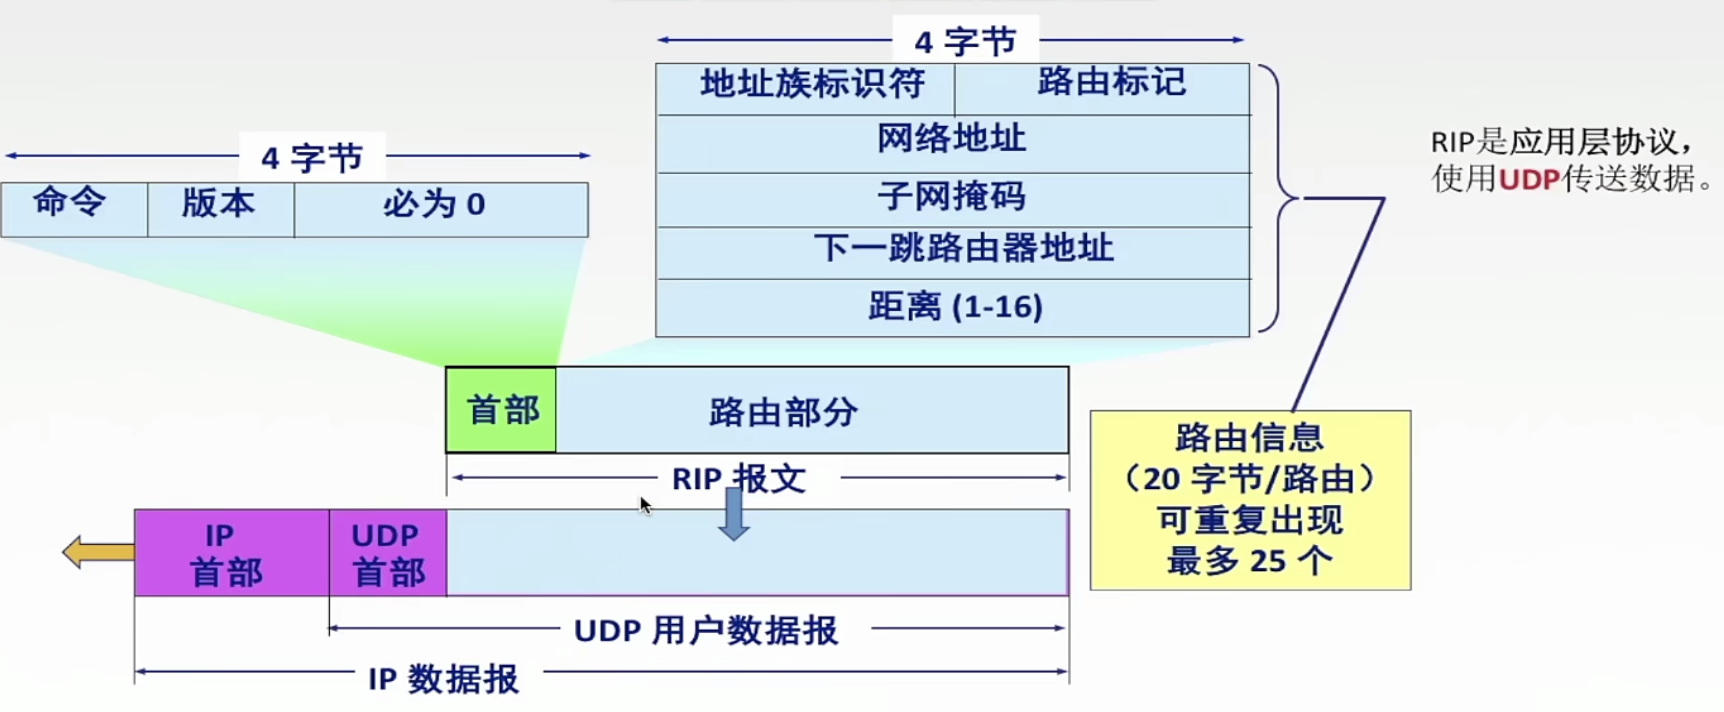 4 字节
地址族标识符 路由标记
网络地址
子网掩码
下一跳路由器地址
距离 (1-16)
4 字节
命令 版本 必为 0
RIP是应用层协议，
使用UDP传送数据。
首部 路由部分
RIP 报文
路由信息
（20 字节/路由）
可重复出现
最多 25 个
IP
首部
UDP
首部
UDP 用户数据报
IP 数据报